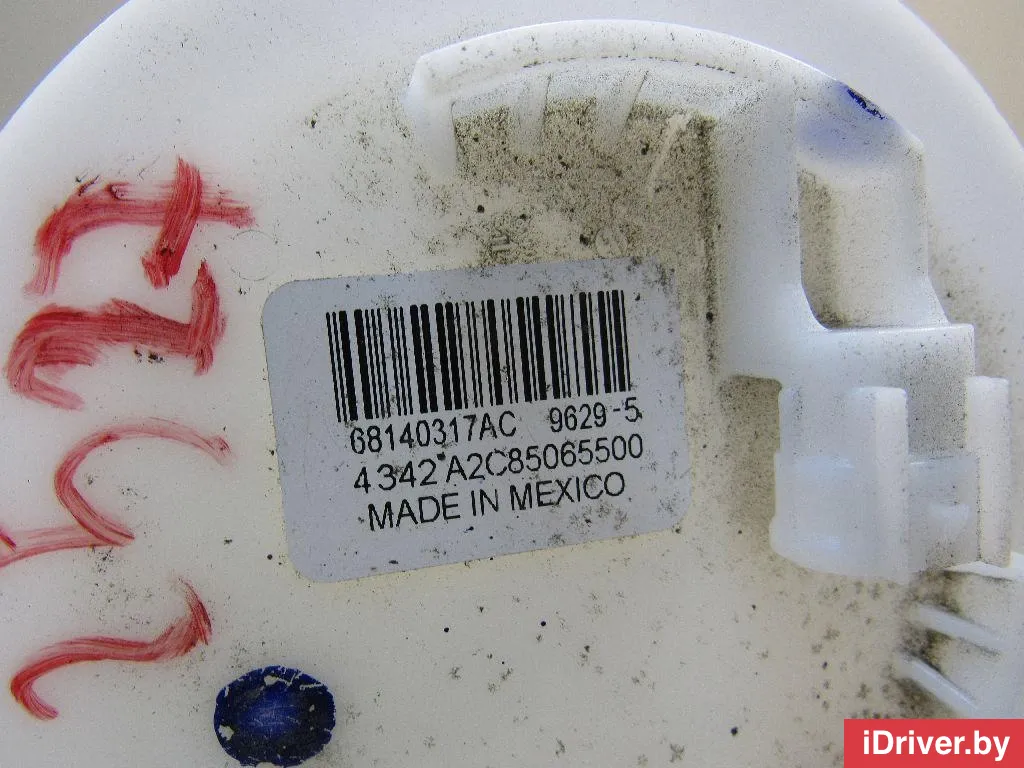 68140317AC 9629-5
4342 A2C85065500
MADE IN MEXICO
iDriver.by